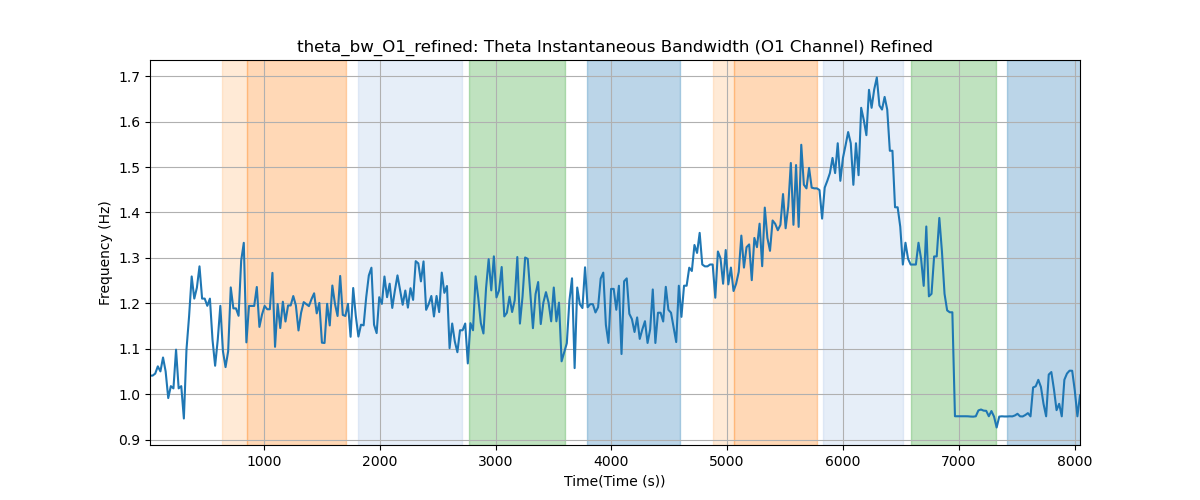 theta_bw_O1_refined: Theta Instantaneous Bandwidth (O1 Channel) Refined
Frequency (Hz)
1.7
1.6
1.5
1.4
1.3
1.2
1.1
1.0
0.9
1000 2000 3000 4000 5000 6000 7000 8000
Time(Time (s))